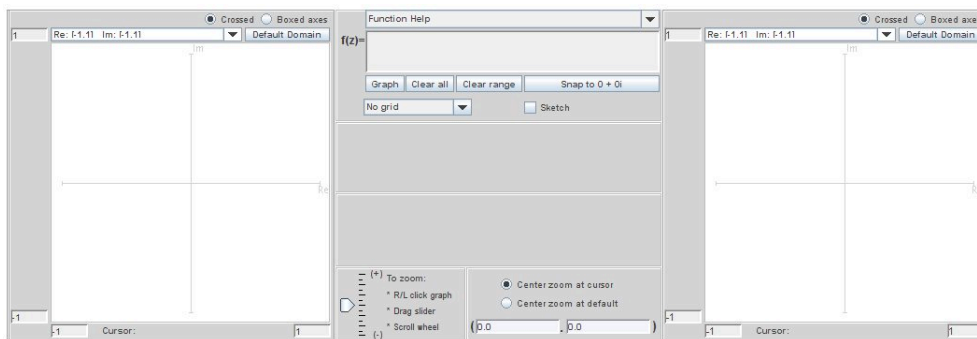 Crossed Boxed axes
1 Re: [-1,1] Im: [-1,1] Default Domain
Im
Re
-1
-1 Cursor: 1
Function Help
f(z)=
Graph Clear all Clear range Snap to 0 + 0i
No grid Sketch
(+) To zoom:
* R/L click graph
* Drag slider
* Scroll wheel
(-)
Center zoom at cursor
Center zoom at default
( 0.0 , 0.0 )
Crossed Boxed axes
1 Re: [-1,1] Im: [-1,1] Default Domain
Im
-1
-1 Cursor: 1